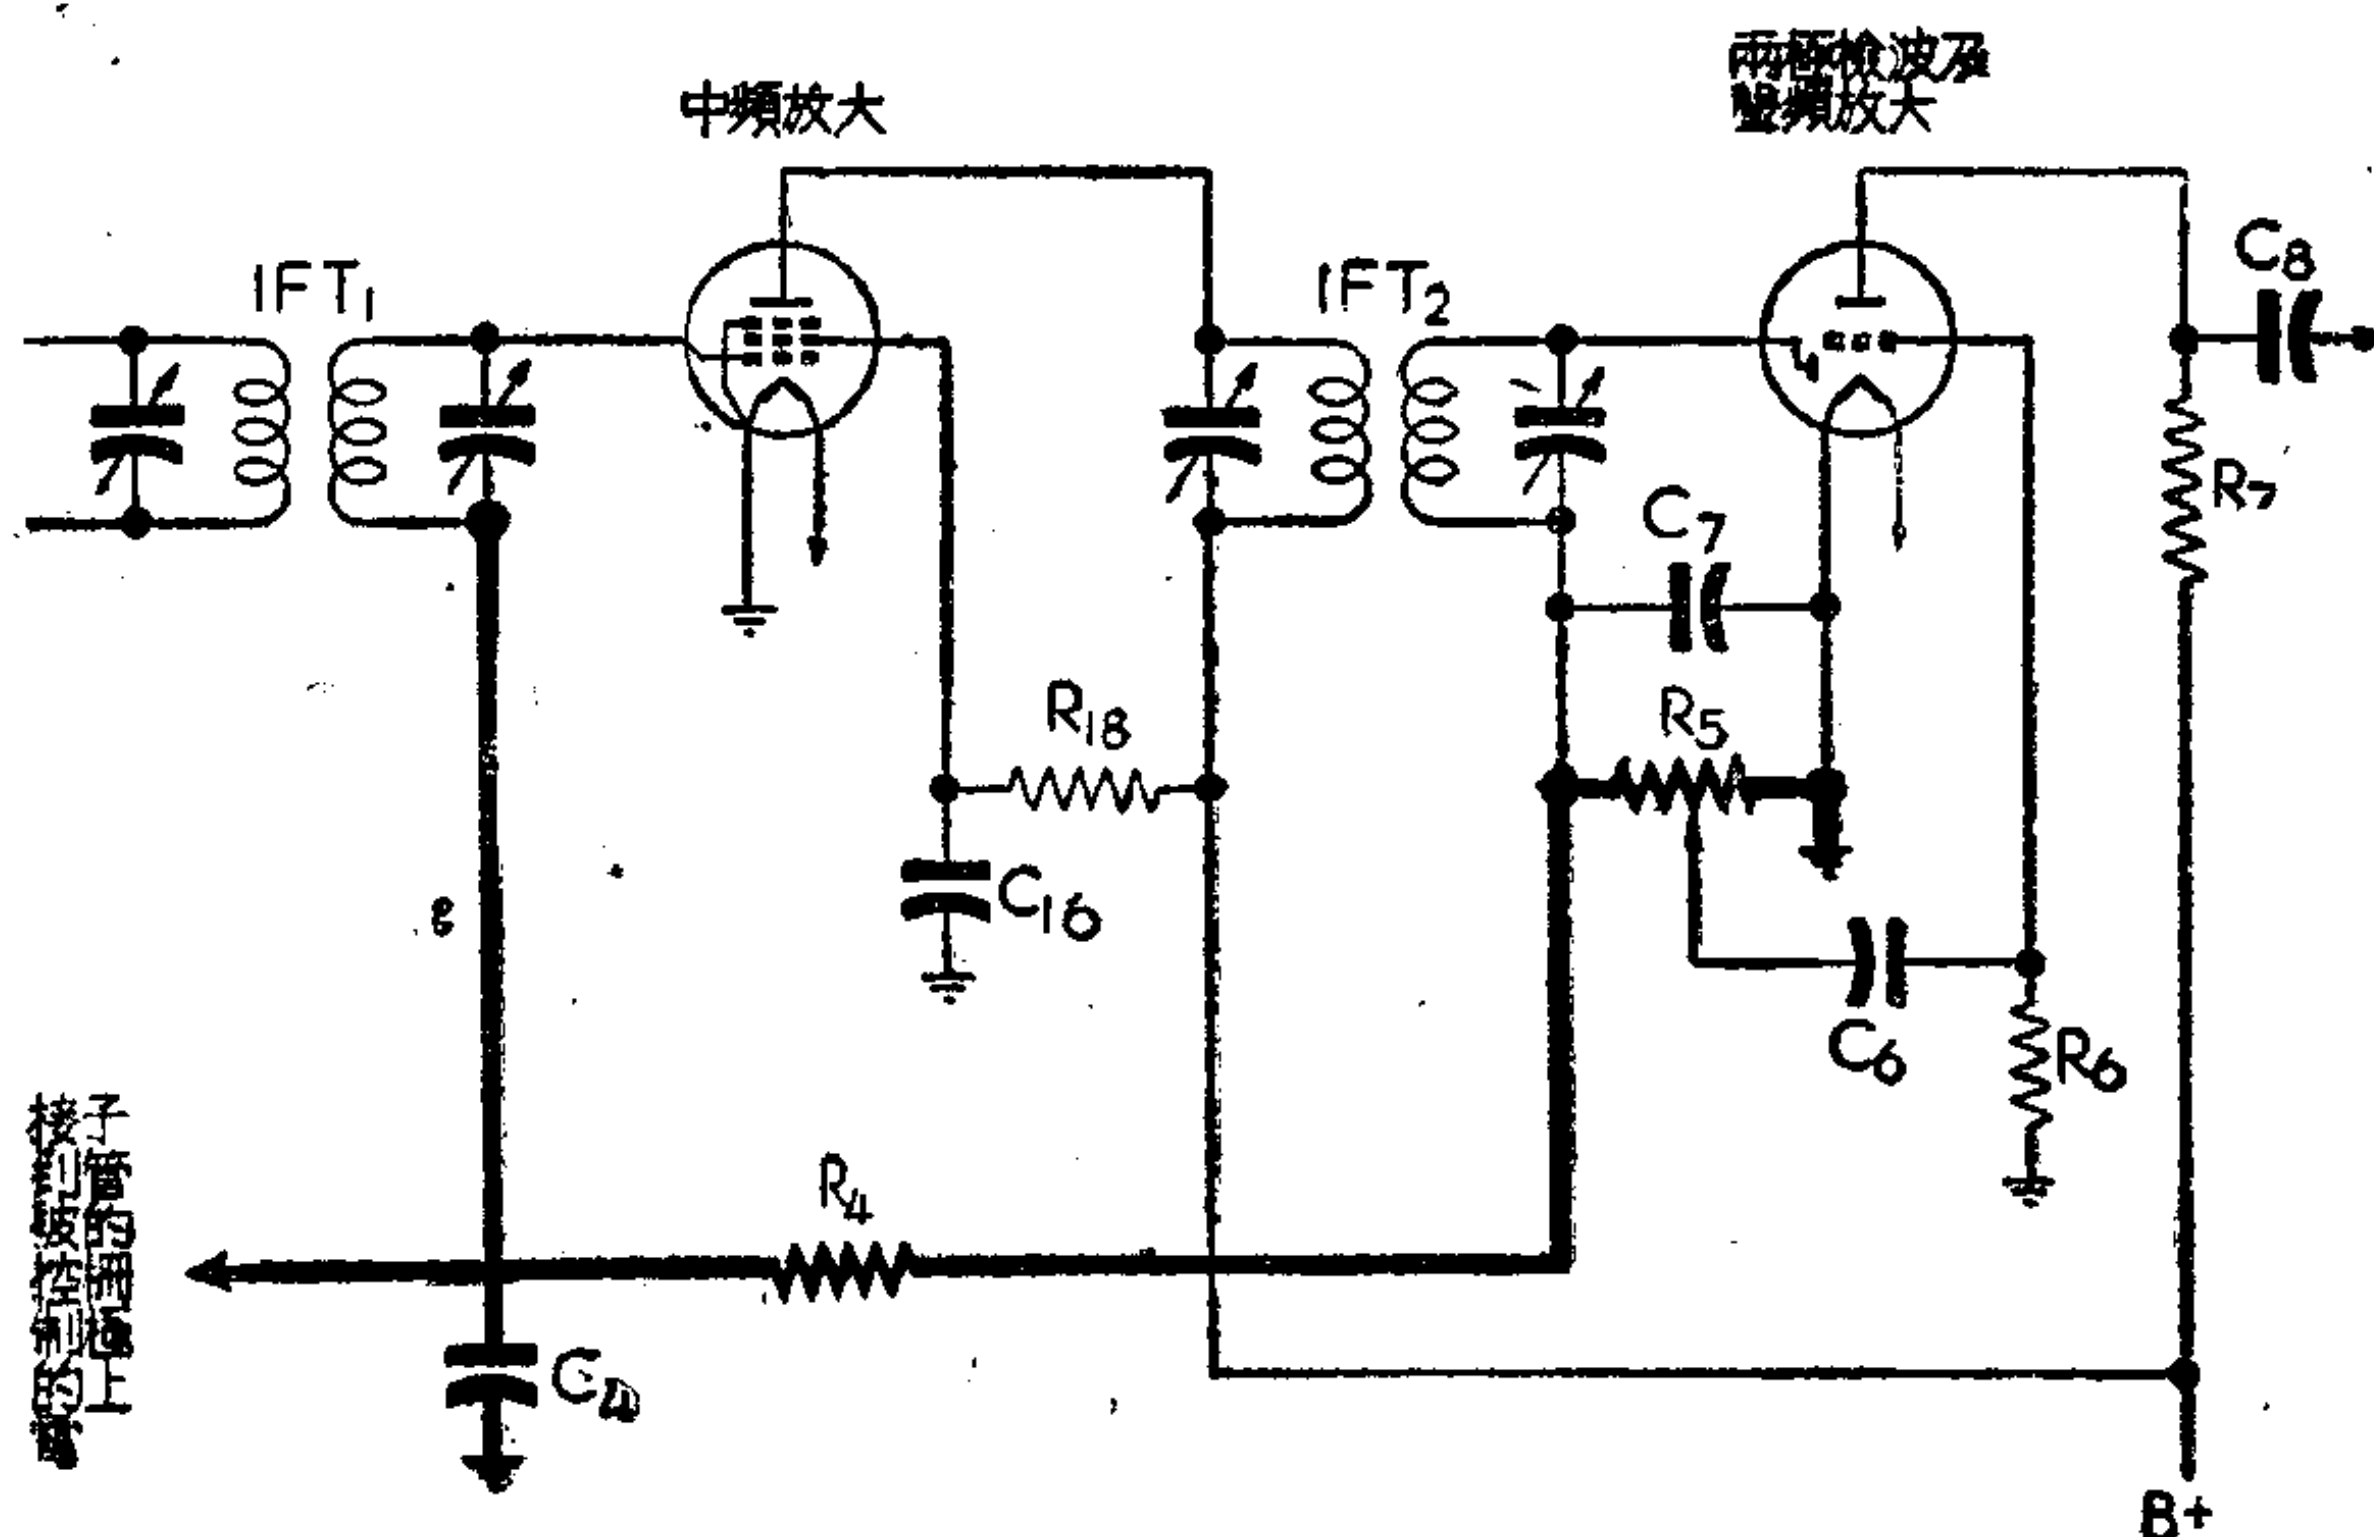 中頻放大
兩極檢波及
聲頻放大
IFT₁
IFT₂
C₈
R₇
C₇
R₅
R₁₈
C₁₆
e
C₆
R₆
R₄
C₄
接到被控制的電
子管的柵極上
B+